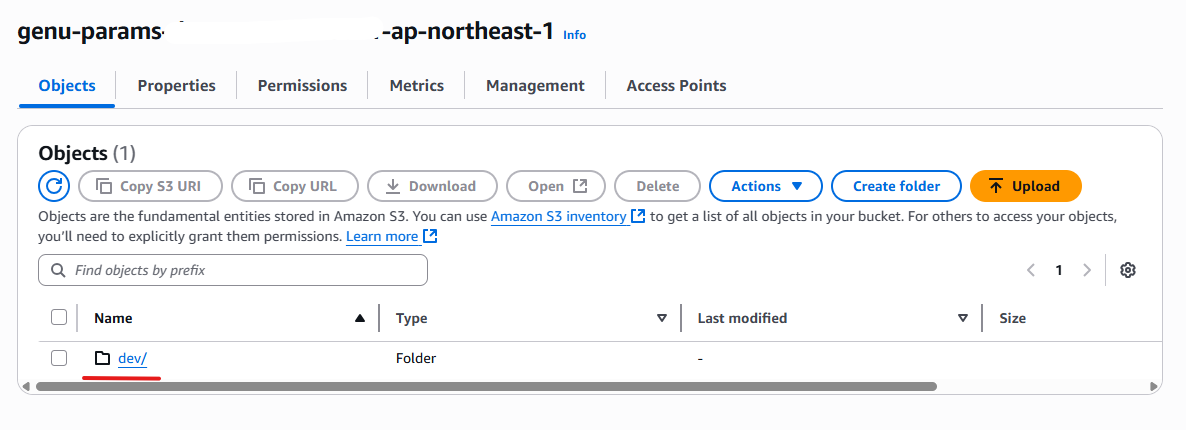 genu-params- -ap-northeast-1 Info
Objects Properties Permissions Metrics Management Access Points
Objects (1)
Copy S3 URI Copy URL Download Open Delete Actions Create folder Upload
Objects are the fundamental entities stored in Amazon S3. You can use Amazon S3 inventory to get a list of all objects in your bucket. For others to access your objects,
you'll need to explicitly grant them permissions. Learn more
Find objects by prefix
1
Name Type Last modified Size
dev/ Folder -